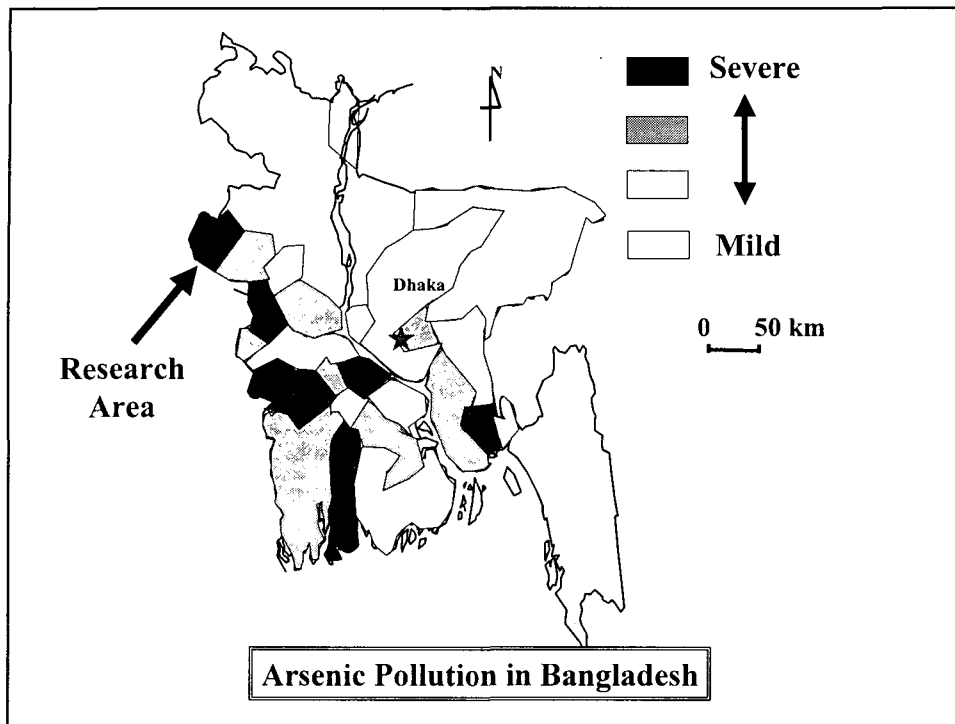 N
Severe
Mild
Dhaka
0 50 km
Research
Area
Arsenic Pollution in Bangladesh